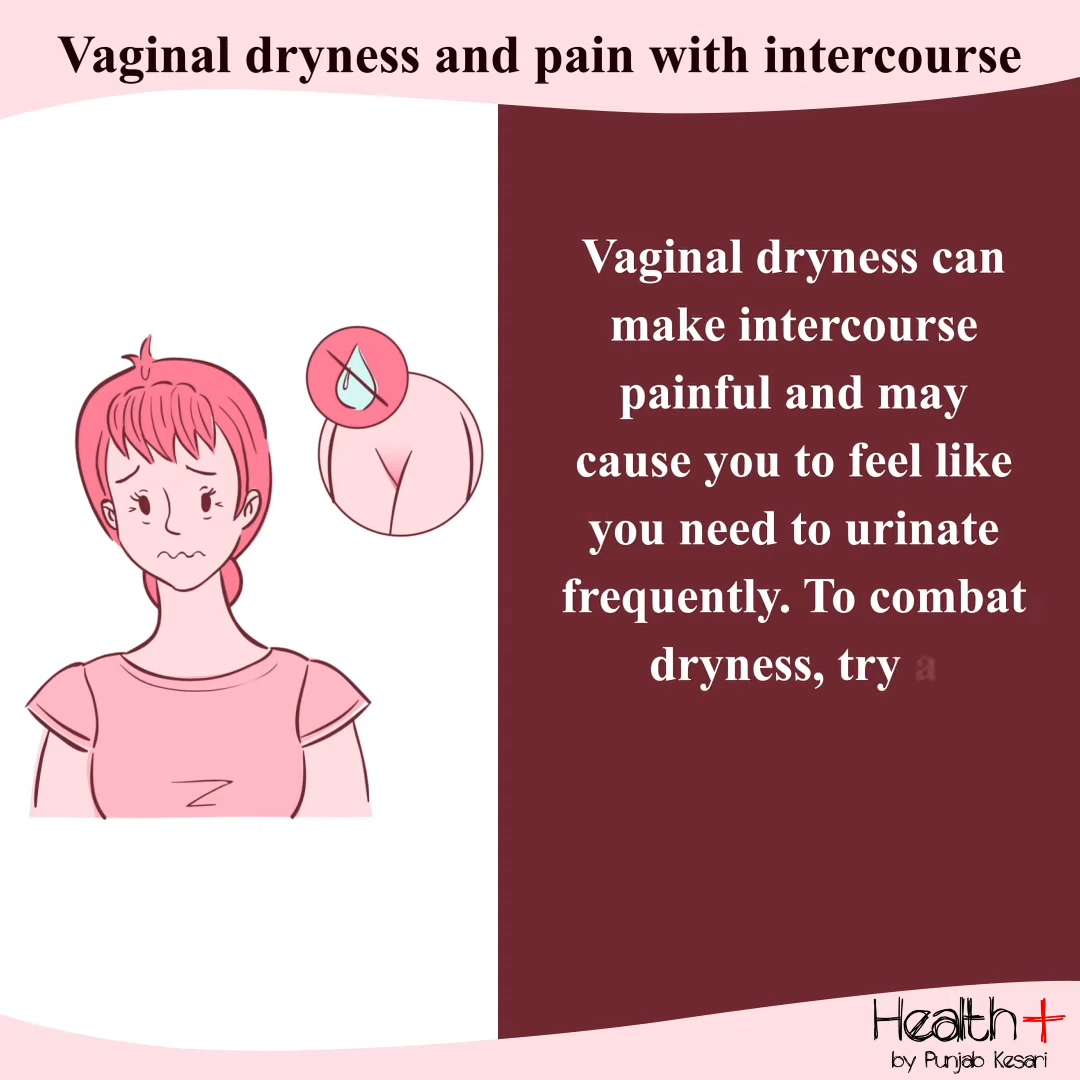 Vaginal dryness and pain with intercourse
Vaginal dryness can
make intercourse
painful and may
cause you to feel like
you need to urinate
frequently. To combat
dryness, try a
Health+
by Punjab Kesari